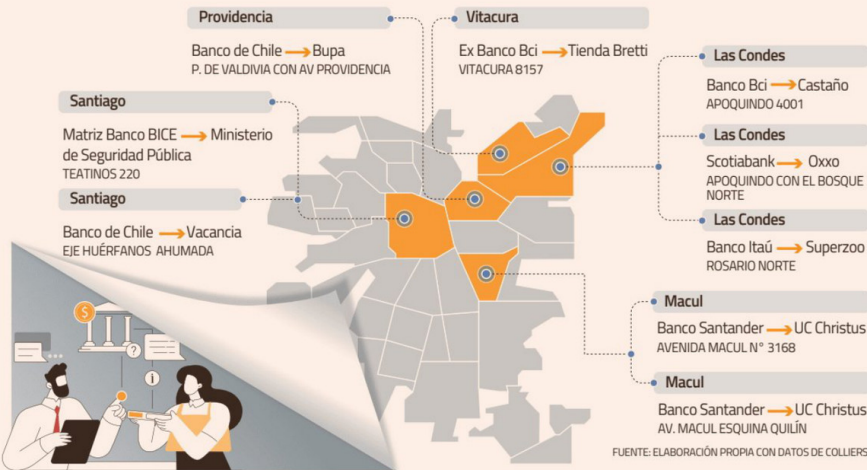 Providencia
Banco de Chile → Bupa
P. DE VALDIVIA CON AV PROVIDENCIA
Vitacura
Ex Banco Bci → Tienda Bretti
VITACURA 8157
Santiago
Matriz Banco BICE → Ministerio
de Seguridad Pública
TEATINOS 220
Santiago
Banco de Chile → Vacancia
EJE HUÉRFANOS AHUMADA
Las Condes
Banco Bci → Castaño
APOQUINDO 4001
Las Condes
Scotiabank → Oxxo
APOQUINDO CON EL BOSQUE
NORTE
Las Condes
Banco Itaú → Superzoo
ROSARIO NORTE
Macul
Banco Santander → UC Christus
AVENIDA MACUL N° 3168
Macul
Banco Santander → UC Christus
AV. MACUL ESQUINA QUILÍN
$
?
i
FUENTE: ELABORACIÓN PROPIA CON DATOS DE